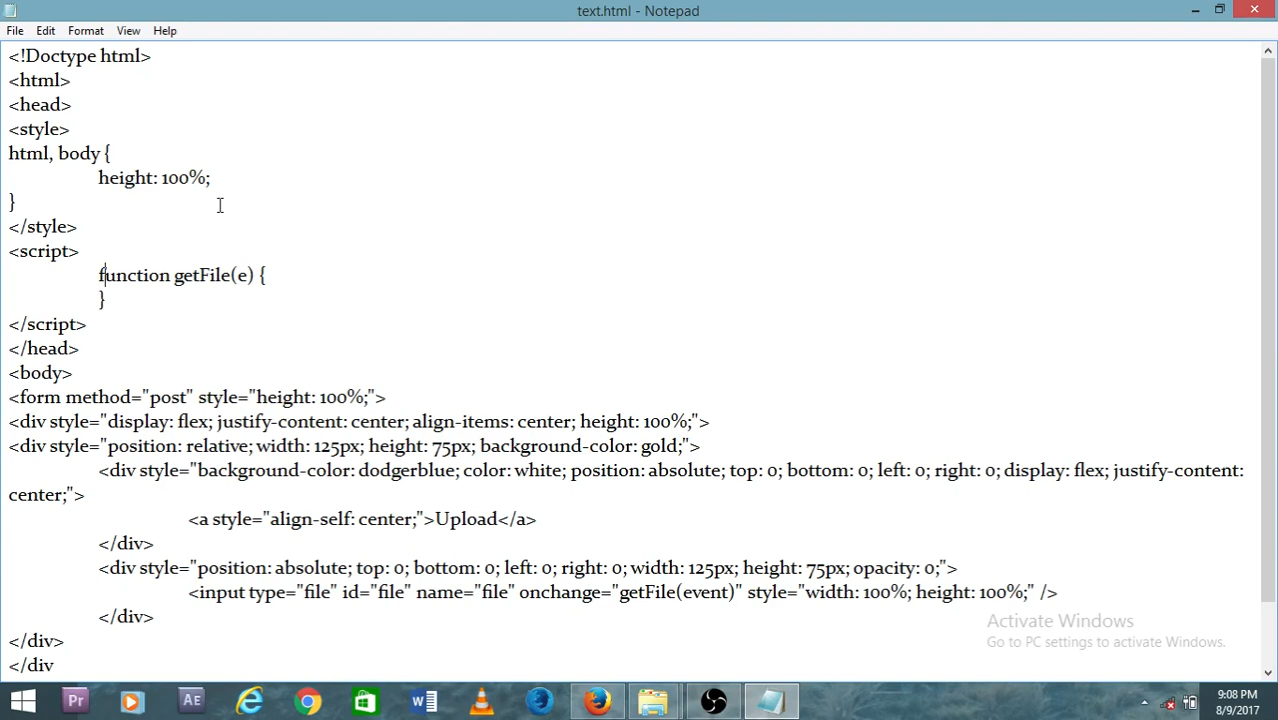 text.html - Notepad
File Edit Format View Help
<!Doctype html>
<html>
<head>
<style>
html, body {
height: 100%;
}
</style>
<script>
function getFile(e) {
}
</script>
</head>
<body>
<form method="post" style="height: 100%;">
<div style="display: flex; justify-content: center; align-items: center; height: 100%;">
<div style="position: relative; width: 125px; height: 75px; background-color: gold;">
<div style="background-color: dodgerblue; color: white; position: absolute; top: 0; bottom: 0; left: 0; right: 0; display: flex; justify-content:
center;">
<a style="align-self: center;">Upload</a>
</div>
<div style="position: absolute; top: 0; bottom: 0; left: 0; right: 0; width: 125px; height: 75px; opacity: 0;">
<input type="file" id="file" name="file" onchange="getFile(event)" style="width: 100%; height: 100%;" />
</div>
</div>
</div
Activate Windows
Go to PC settings to activate Windows.
Pr
AE
9:08 PM
8/9/2017